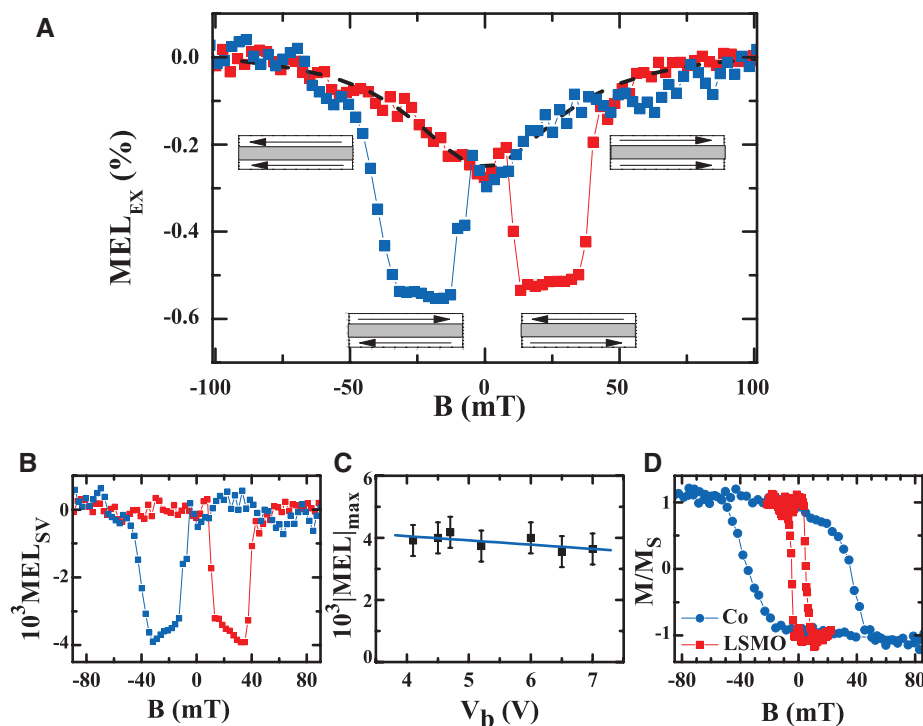 A
0.0
-0.2
-0.4
-0.6
MEL_EX (%)
-100 -50 0 50 100
B (mT)
B
0
-2
-4
10^3MEL_SV
-80 -40 0 40 80
B (mT)
C
6
4
2
0
10^3|MEL|_max
4 5 6 7
V_b (V)
D
1
0
-1
M/M_S
Co
LSMO
-80 -40 0 40 80
B (mT)